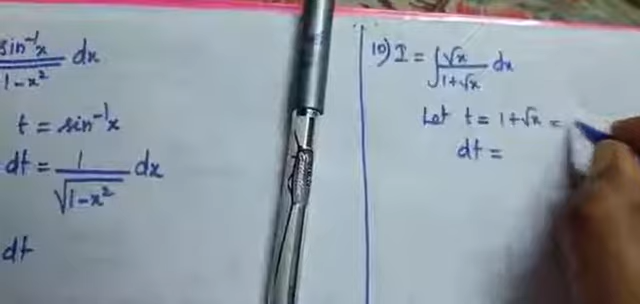 sin⁻¹x
1-x² dx
t = sin⁻¹x
dt = 1/√1-x² dx
dt
10) I = ∫ √x/1+√x dx
Let t = 1+√x =
dt =